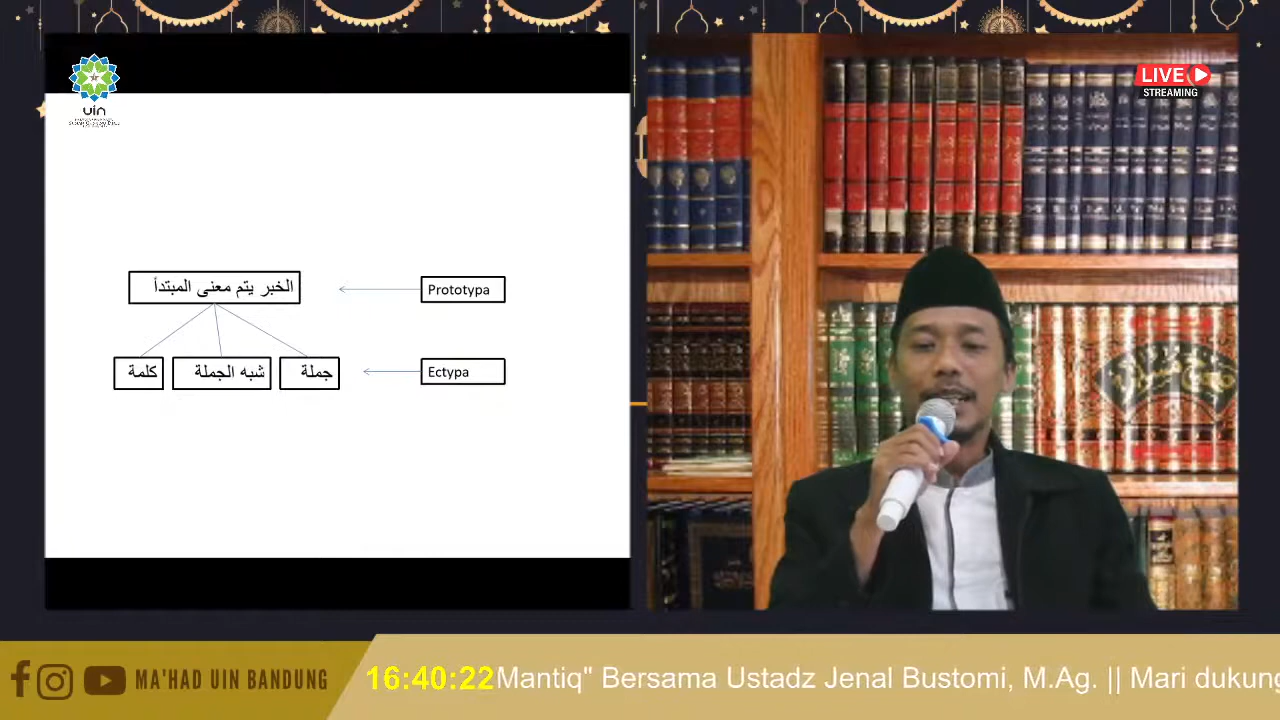 uin
LIVE
STREAMING
الخبر يتم معنى المبتدأ
Prototypa
كلمة
شبه الجملة
جملة
Ectypa
MA'HAD UIN BANDUNG
16:40:22
Mantiq" Bersama Ustadz Jenal Bustomi, M.Ag. || Mari dukung